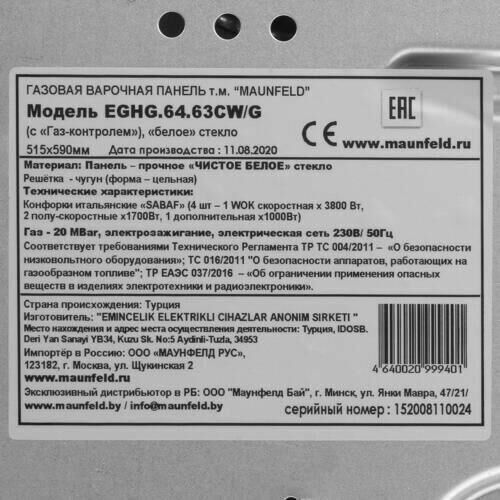 ГАЗОВАЯ ВАРОЧНАЯ ПАНЕЛЬ т.м. "MAUNFELD"
Модель EGHG.64.63CW/G
(с «Газ-контролем»), «белое» стекло
515x590мм Дата производства : 11.08.2020
EAC
CE www.maunfeld.ru
Материал: Панель – прочное «ЧИСТОЕ БЕЛОЕ» стекло
Решётка - чугун (форма – цельная)
Технические характеристики:
Конфорки итальянские «SABAF» (4 шт – 1 WOK скоростная x 3800 Вт,
2 полу-скоростные x1700Вт, 1 дополнительная x1000Вт)
Газ – 20 MBar, электрозажигание, электрическая сеть 230В/ 50Гц
Соответствует требованиями Технического Регламента ТР ТС 004/2011 – «О безопасности
низковольтного оборудования»; ТС 016/2011 "О безопасности аппаратов, работающих на
газообразном топливе"; ТР ЕАЭС 037/2016 –«Об ограничении применения опасных
веществ в изделиях электротехники и радиоэлектроники».
Страна происхождения: Турция
Изготовитель: "EMINCELIK ELEKTRIKLI CIHAZLAR ANONIM SIRKETI "
Место нахождения и адрес места осуществления деятельности: Турция, IDOSB.
Deri Yan Sanayi YB34, Kuzu Sk. No:5 Aydinli-Tuzla, 34953
Импортёр в Россию: ООО «МАУНФЕЛД РУС»,
123182, г. Москва, ул. Щукинская 2
www.maunfeld.ru
4 640020 999401
Эксклюзивный дистрибьютор в РБ: ООО "Маунфелд Бай", г. Минск, ул. Янки Мавра, 47/21/
www.maunfeld.by / info@maunfeld.by
серийный номер : 152008110024